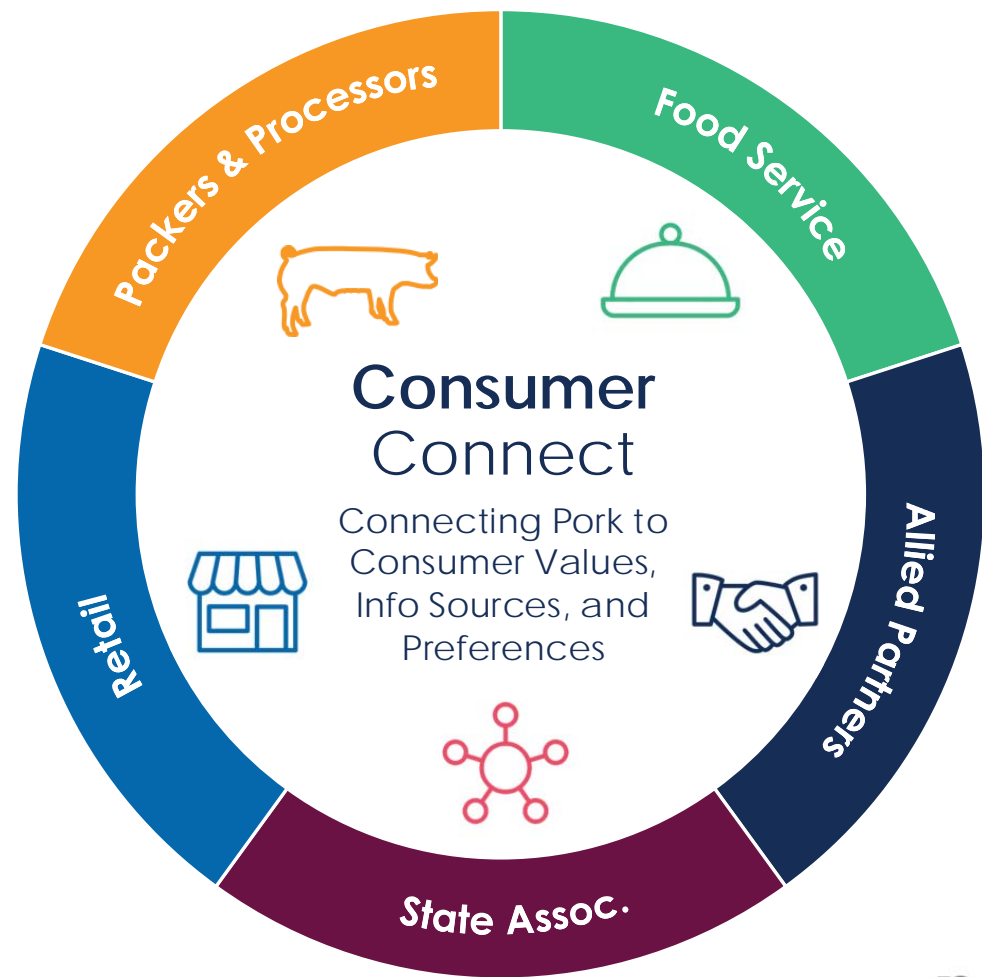 Packers & Processors
Food Service
Consumer
Connect
Connecting Pork to
Consumer Values,
Info Sources, and
Preferences
Retail
Allied Partners
State Assoc.